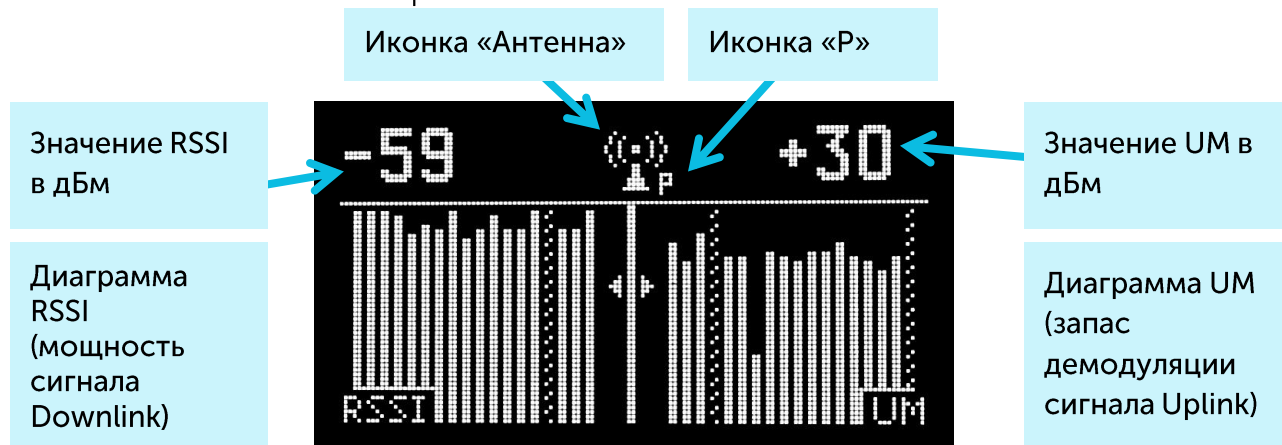 Иконка «Антенна»
Иконка «Р»
Значение RSSI
в дБм
-59
P
+30
Значение UM в
дБм
Диаграмма
RSSI
(мощность
сигнала
Downlink)
RSSI
UM
Диаграмма UM
(запас
демодуляции
сигнала Uplink)